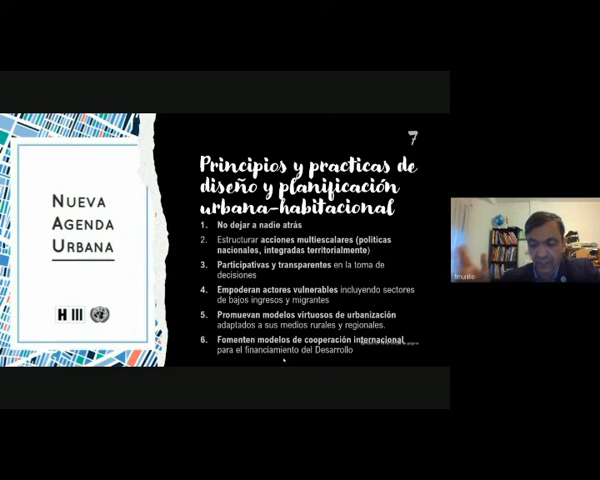 7
Principios y practicas de
diseño y planificación
urbana-habitacional
NUEVA
AGENDA
URBANA
H III
1. No dejar a nadie atrás
2. Estructurar acciones multiescalares (políticas
nacionales, integradas territorialmente)
3. Participativas y transparentes en la toma de
decisiones
4. Empoderan actores vulnerables incluyendo sectores
de bajos ingresos y migrantes
5. Promuevan modelos virtuosos de urbanización
adaptados a sus medios rurales y regionales.
6. Fomenten modelos de cooperación internacional
para el financiamiento del Desarrollo